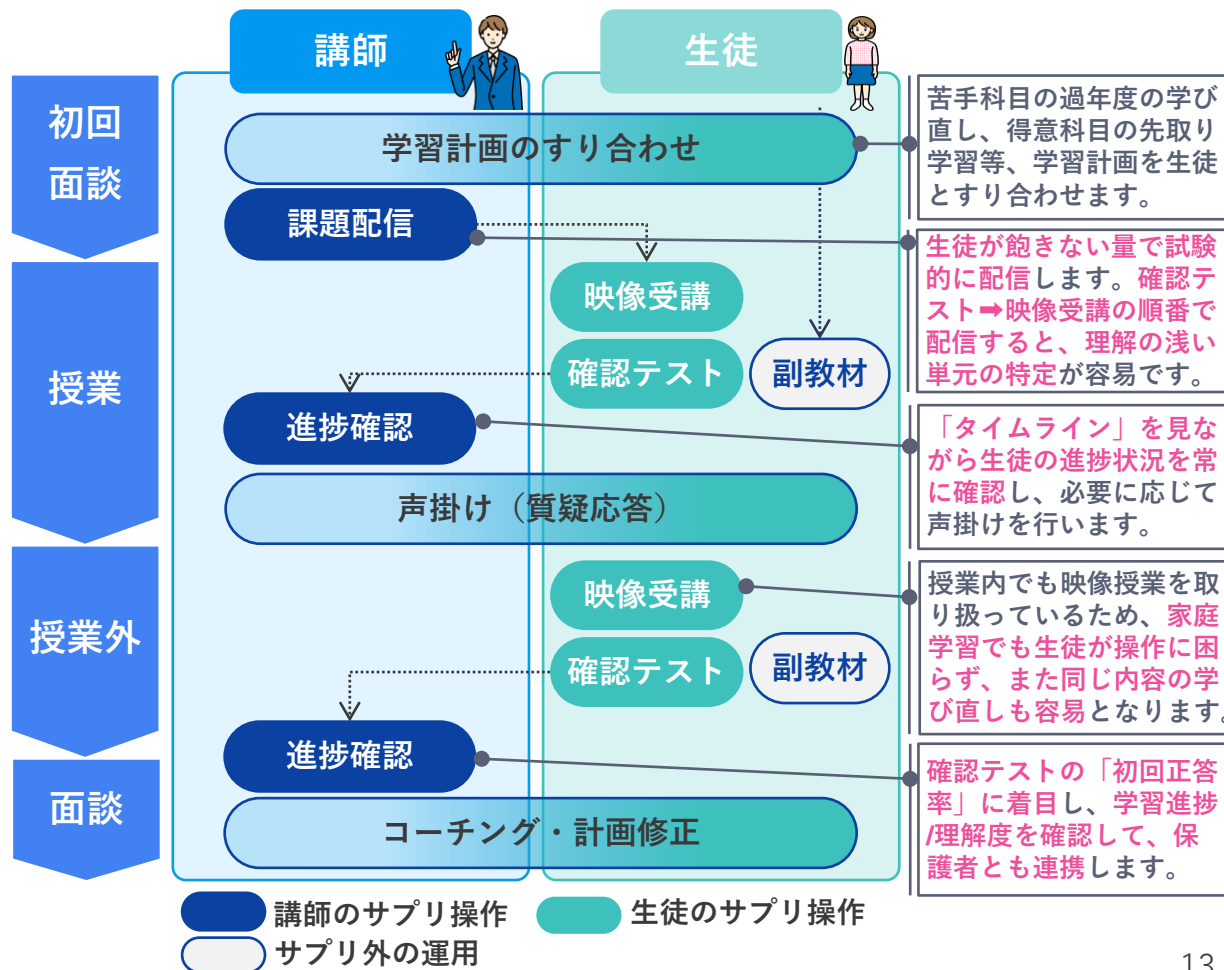 講師
生徒
初回
面談
学習計画のすり合わせ
課題配信
苦手科目の過年度の学び
直し、得意科目の先取り
学習等、学習計画を生徒
とすり合わせます。
授業
映像受講
確認テスト
副教材
進捗確認
声掛け（質疑応答）
生徒が飽きない量で試験
的に配信します。確認テ
スト➡映像受講の順番で
配信すると、理解の浅い
単元の特定が容易です。
「タイムライン」を見な
がら生徒の進捗状況を常
に確認し、必要に応じて
声掛けを行います。
授業外
映像受講
確認テスト
副教材
進捗確認
授業内でも映像授業を取
り扱っているため、家庭
学習でも生徒が操作に困
らず、また同じ内容の学
び直しも容易となります。
面談
コーチング・計画修正
確認テストの「初回正答
率」に着目し、学習進捗
/理解度を確認して、保
護者とも連携します。
講師のサプリ操作
生徒のサプリ操作
サプリ外の運用
13